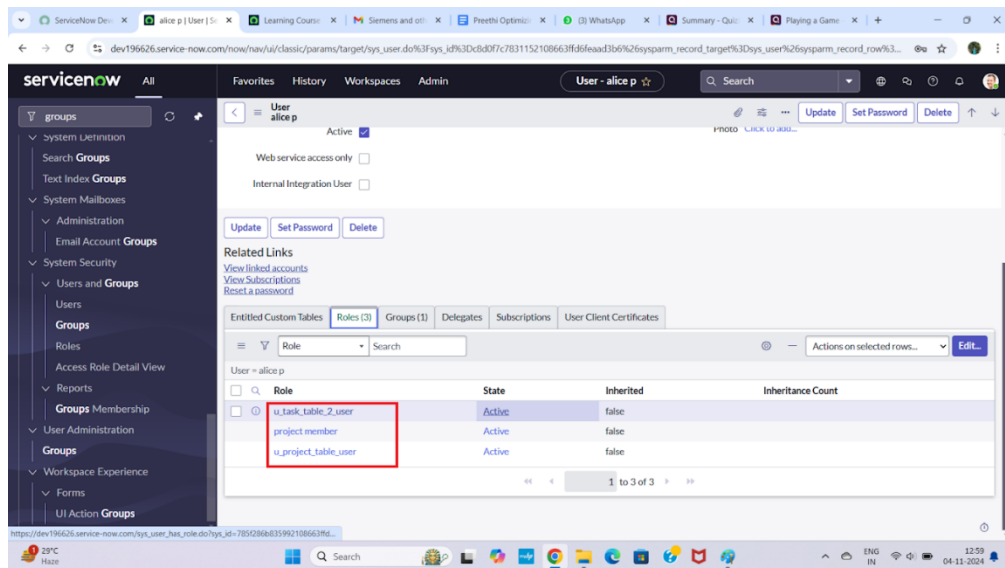 ServiceNow Dev
alice p | User | Se
Learning Course
Siemens and oth
Preethi Optimiz
(3) WhatsApp
Summary - Quiz
Playing a Game
dev196626.service-now.com/now/nav/ui/classic/params/target/sys_user.do%3Fsys_id%3Dc8d0f7c7831152108663ffd6feaad3b6%26sysparm_record_target%3Dsys_user%26sysparm_record_row%3...
servicenow All Favorites History Workspaces Admin User - alice p Search
groups
System Definition
Search Groups
Text Index Groups
System Mailboxes
Administration
Email Account Groups
System Security
Users and Groups
Users
Groups
Roles
Access Role Detail View
Reports
Groups Membership
User Administration
Groups
Workspace Experience
Forms
UI Action Groups
User
alice p
Update Set Password Delete
Active
Photo Click to add...
Web service access only
Internal Integration User
Update Set Password Delete
Related Links
View linked accounts
View Subscriptions
Reset a password
Entitled Custom Tables Roles (3) Groups (1) Delegates Subscriptions User Client Certificates
Role Search Actions on selected rows... Edit...
User = alice p
Role State Inherited Inheritance Count
u_task_table_2_user Active false
project member Active false
u_project_table_user Active false
1 to 3 of 3
https://dev196626.service-now.com/sys_user_has_role.do?sys_id=785f286b835992108663ffd...
29°C
Haze
Search
ENG
IN
12:59
04-11-2024